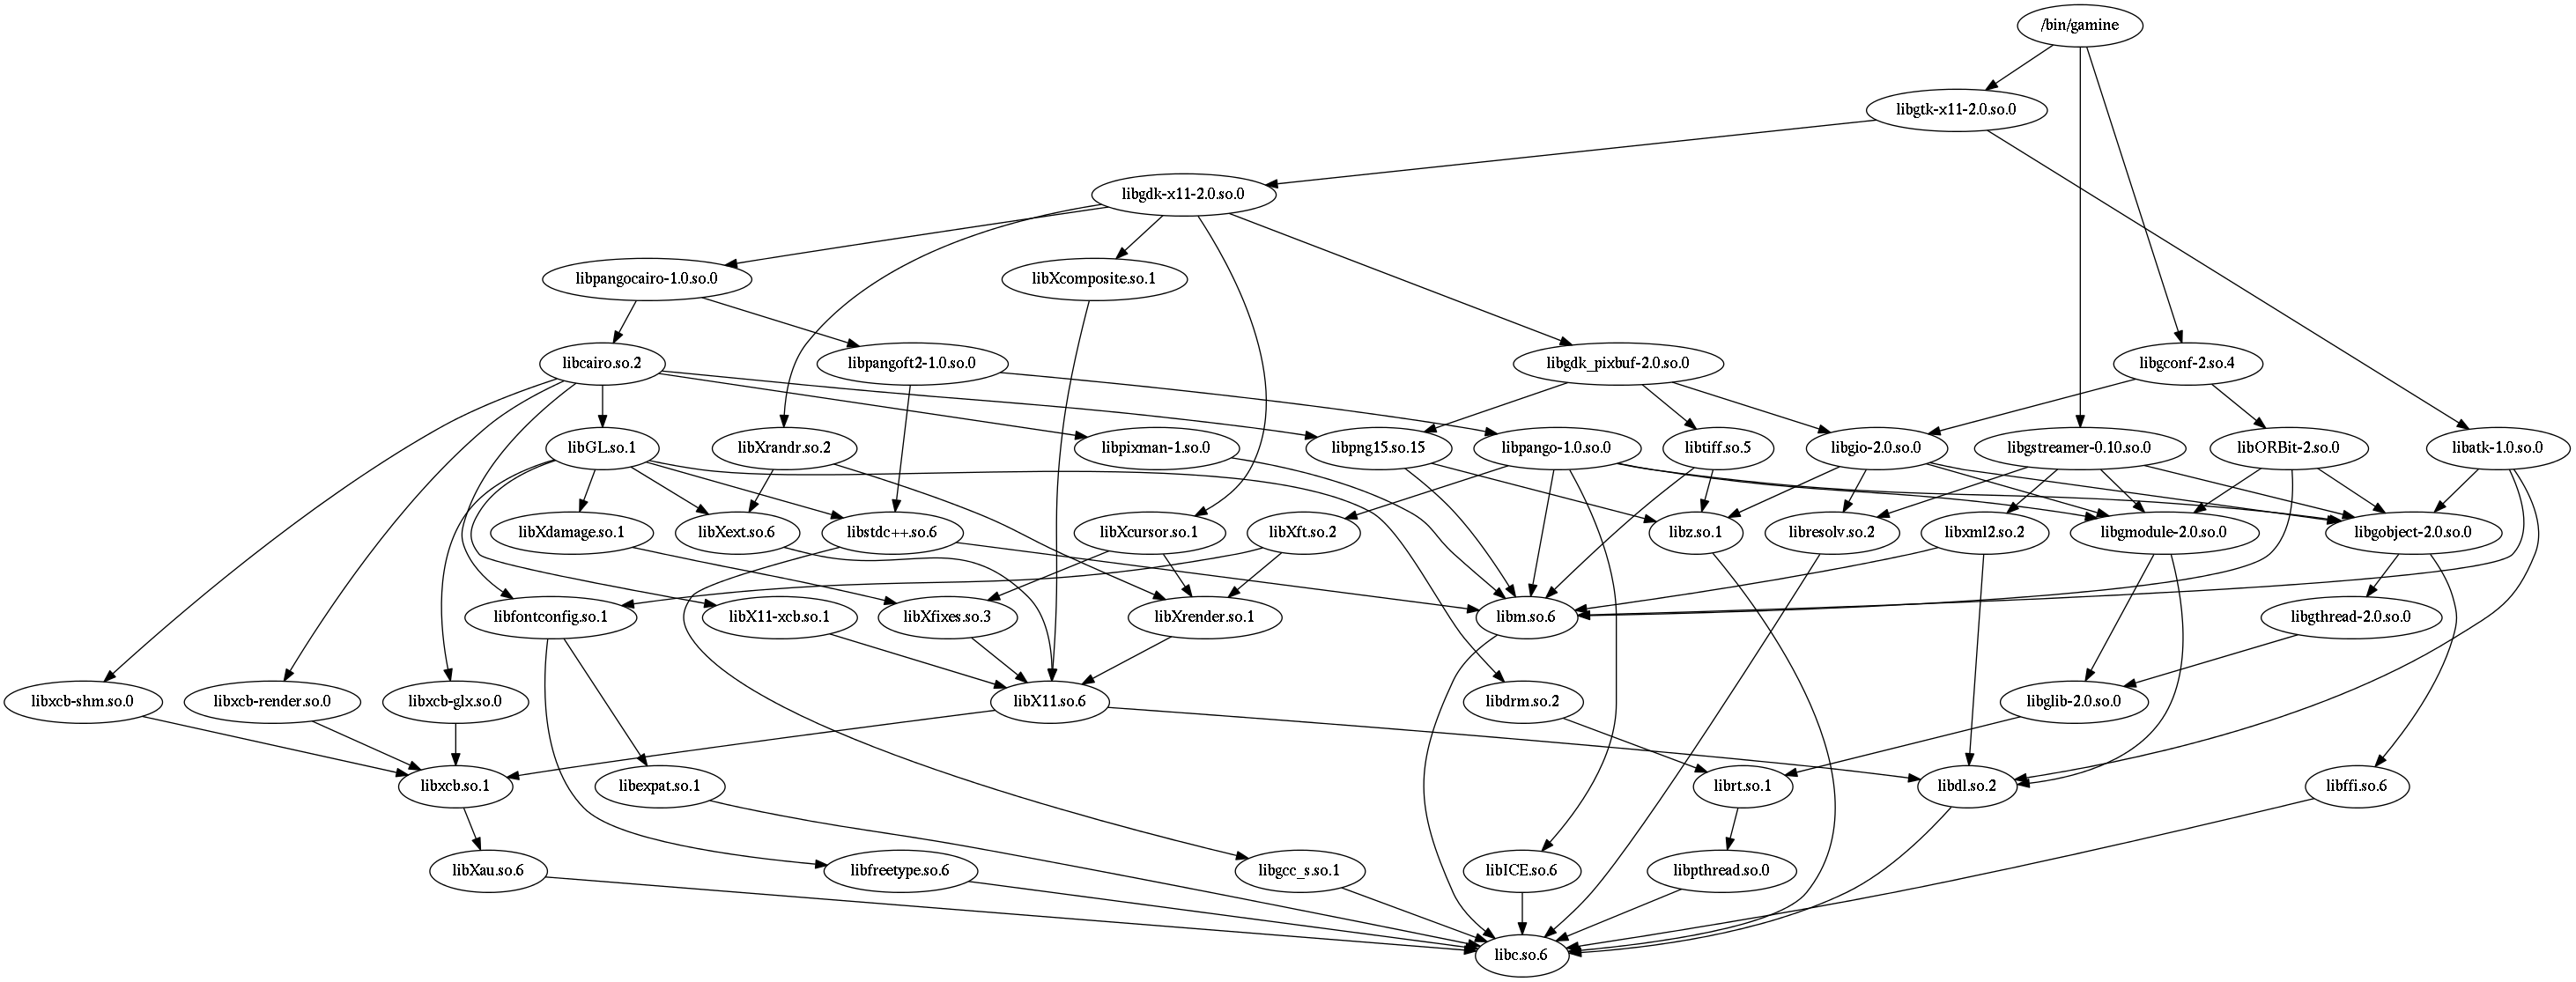 /bin/gamine
libgtk-x11-2.0.so.0
libgdk-x11-2.0.so.0
libpangocairo-1.0.so.0
libXcomposite.so.1
libcairo.so.2
libpangoft2-1.0.so.0
libgdk_pixbuf-2.0.so.0
libgconf-2.so.4
libGL.so.1
libXrandr.so.2
libpixman-1.so.0
libpng15.so.15
libpango-1.0.so.0
libtiff.so.5
libgio-2.0.so.0
libgstreamer-0.10.so.0
libORBit-2.so.0
libatk-1.0.so.0
libXdamage.so.1
libXext.so.6
libstdc++.so.6
libXcursor.so.1
libXft.so.2
libz.so.1
libresolv.so.2
libxml2.so.2
libgmodule-2.0.so.0
libgobject-2.0.so.0
libfontconfig.so.1
libX11-xcb.so.1
libXfixes.so.3
libXrender.so.1
libm.so.6
libgthread-2.0.so.0
libxcb-shm.so.0
libxcb-render.so.0
libxcb-glx.so.0
libX11.so.6
libdrm.so.2
libglib-2.0.so.0
libxcb.so.1
libexpat.so.1
librt.so.1
libdl.so.2
libffi.so.6
libXau.so.6
libfreetype.so.6
libgcc_s.so.1
libICE.so.6
libpthread.so.0
libc.so.6